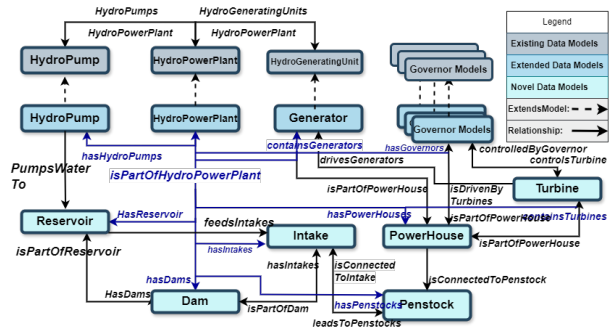 HydroPumps
HydroGeneratingUnits
Legend
HydroPowerPlant
HydroPowerPlant
Existing Data Models
HydroPump
HydroPowerPlant
HydroGeneratingUnit
Governor Models
Extended Data Models
Novel Data Models
ExtendsModel:
HydroPump
HydroPowerPlant
Generator
Governor Models
Relationship:
hasHydroPumps
containsGenerators
hasGovernors
controlledByGovernor
drivesGenerators
controlsTurbine
PumpsWater
To
isPartOfHydroPowerPlant
isPartOfPowerHouse
isDrivenBy
Turbines
Turbine
Reservoir
HasReservoir
feedsIntakes
hasPowerHouses
isPartOfPowerHouse
containsTurbines
Intake
PowerHouse
isPartOfReservoir
hasIntakes
isPartOfPowerHouse
hasIntakes
isConnected
ToIntake
hasDams
isConnectedToPenstock
HasDams
Dam
isPartOfDam
hasPenstocks
Penstock
leadsToPenstocks